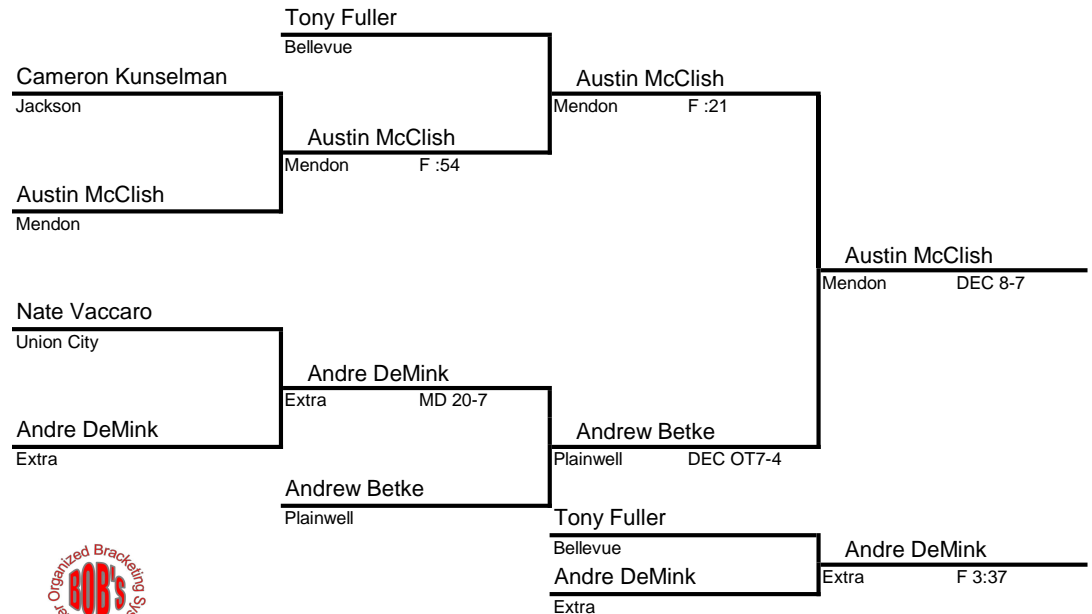 Tony Fuller
Bellevue
Cameron Kunselman
Jackson
Austin McClish
Mendon F :21
Austin McClish
Mendon F :54
Austin McClish
Mendon
Austin McClish
Mendon DEC 8-7
Nate Vaccaro
Union City
Andre DeMink
Extra MD 20-7
Andre DeMink
Extra
Andrew Betke
Plainwell DEC OT7-4
Andrew Betke
Plainwell
Tony Fuller
Bellevue
Andre DeMink
Extra F 3:37
Andre DeMink
Extra
Organized Bracketing
BOB'S